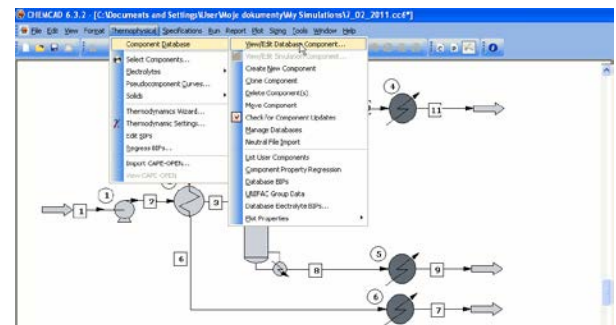 CHEMCAD 6.3.2 - [C:\Documents and Settings\User\Moje dokumenty\My Simulations\7_02_2011.cc6*]
File Edit View Format Thermophysical Specifications Run Report Plot Sizing Tools Window Help
Component Database
Select Components...
Electrolytes
Pseudocomponent Curves...
Solids
Thermodynamics Wizard...
Thermodynamic Settings...
Edit BIPs
Regress BIPs...
Import CAPE-OPEN...
View CAPE-OPEN
View/Edit Database Component...
View/Edit Simulation Component...
Create New Component
Clone Component
Delete Component(s)
Move Component
Check for Component Updates
Manage Databases
Neutral File Import
List User Components
Component Property Regression
Database BIPs
UNIFAC Group Data
Database Electrolyte BIPs...
Plot Properties
4
11
1
1
2
3
6
8
5
9
6
7